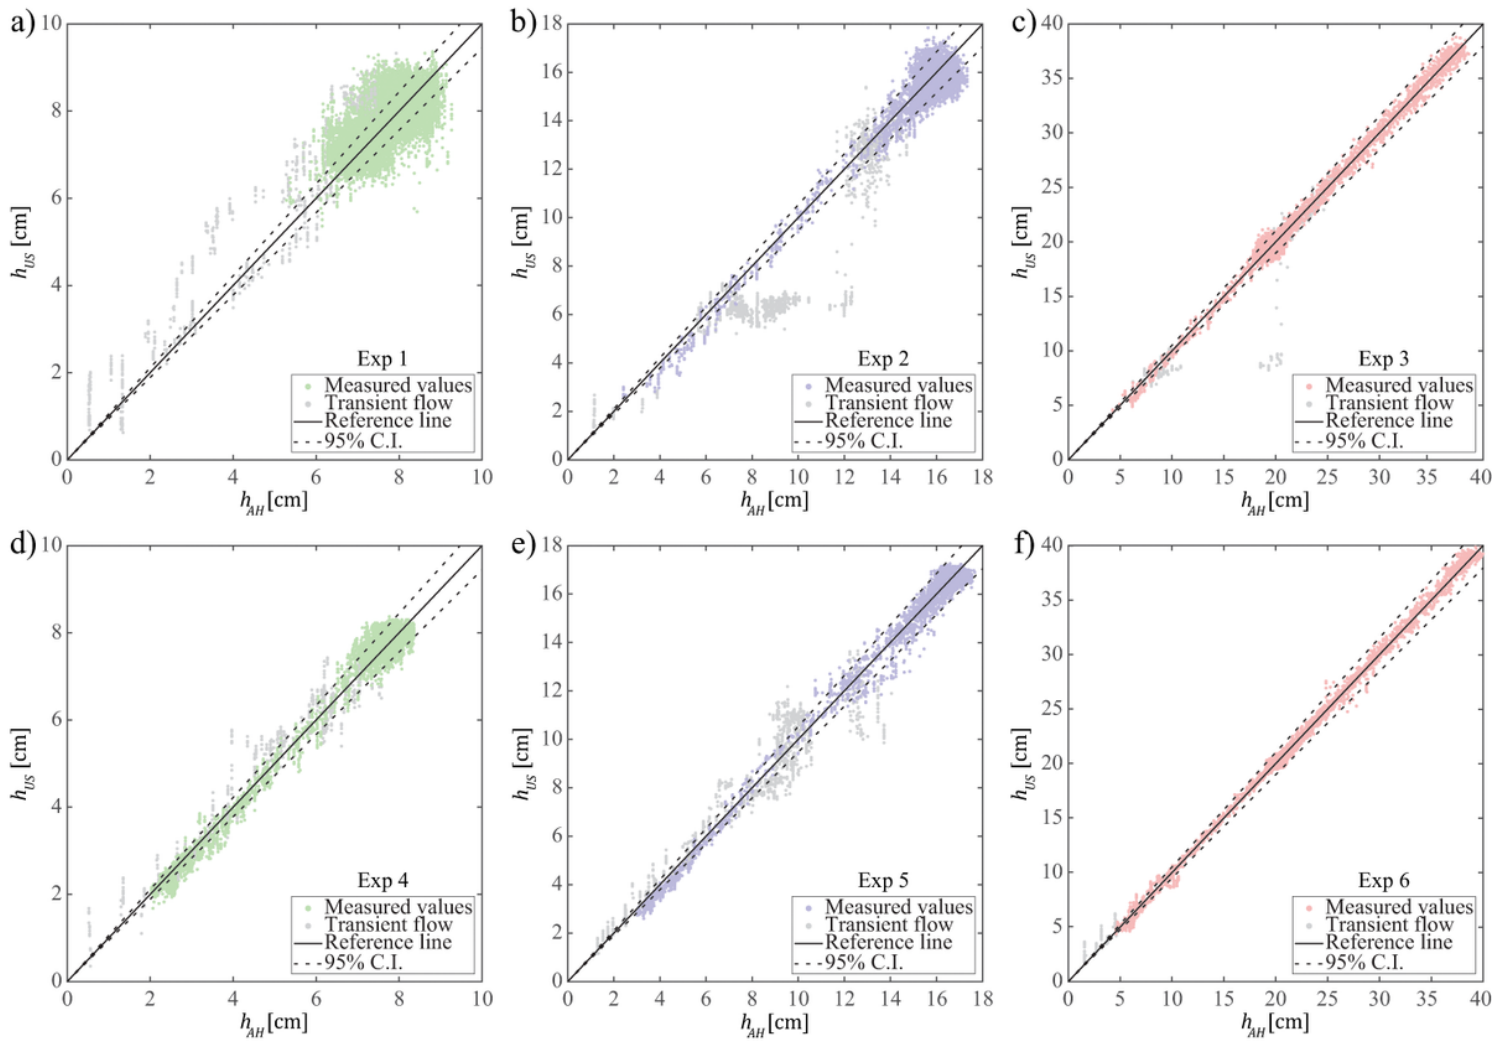 a)
10
8
6
4
2
0
h_US [cm]
0 2 4 6 8 10
h_AH [cm]
Exp 1
Measured values
Transient flow
Reference line
95% C.I.
b)
18
16
14
12
10
8
6
4
2
0
h_US [cm]
0 2 4 6 8 10 12 14 16 18
h_AH [cm]
Exp 2
Measured values
Transient flow
Reference line
95% C.I.
c)
40
35
30
25
20
15
10
5
0
h_US [cm]
0 5 10 15 20 25 30 35 40
h_AH [cm]
Exp 3
Measured values
Transient flow
Reference line
95% C.I.
d)
10
8
6
4
2
0
h_US [cm]
0 2 4 6 8 10
h_AH [cm]
Exp 4
Measured values
Transient flow
Reference line
95% C.I.
e)
18
16
14
12
10
8
6
4
2
0
h_US [cm]
0 2 4 6 8 10 12 14 16 18
h_AH [cm]
Exp 5
Measured values
Transient flow
Reference line
95% C.I.
f)
40
35
30
25
20
15
10
5
0
h_US [cm]
0 5 10 15 20 25 30 35 40
h_AH [cm]
Exp 6
Measured values
Transient flow
Reference line
95% C.I.